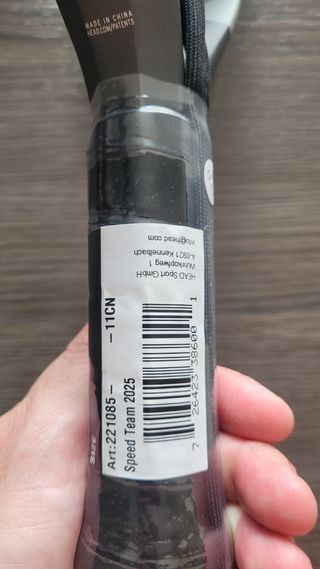 MADE IN CHINA
HEAD.COM/PATENTS
HEAD Sport GmbH
Wuhrkopfweg 1
A-6921 Kennelbach
info@head.com
SIZE
Art:221085- -11CN
Speed Team 2025
7 26423 38600 1